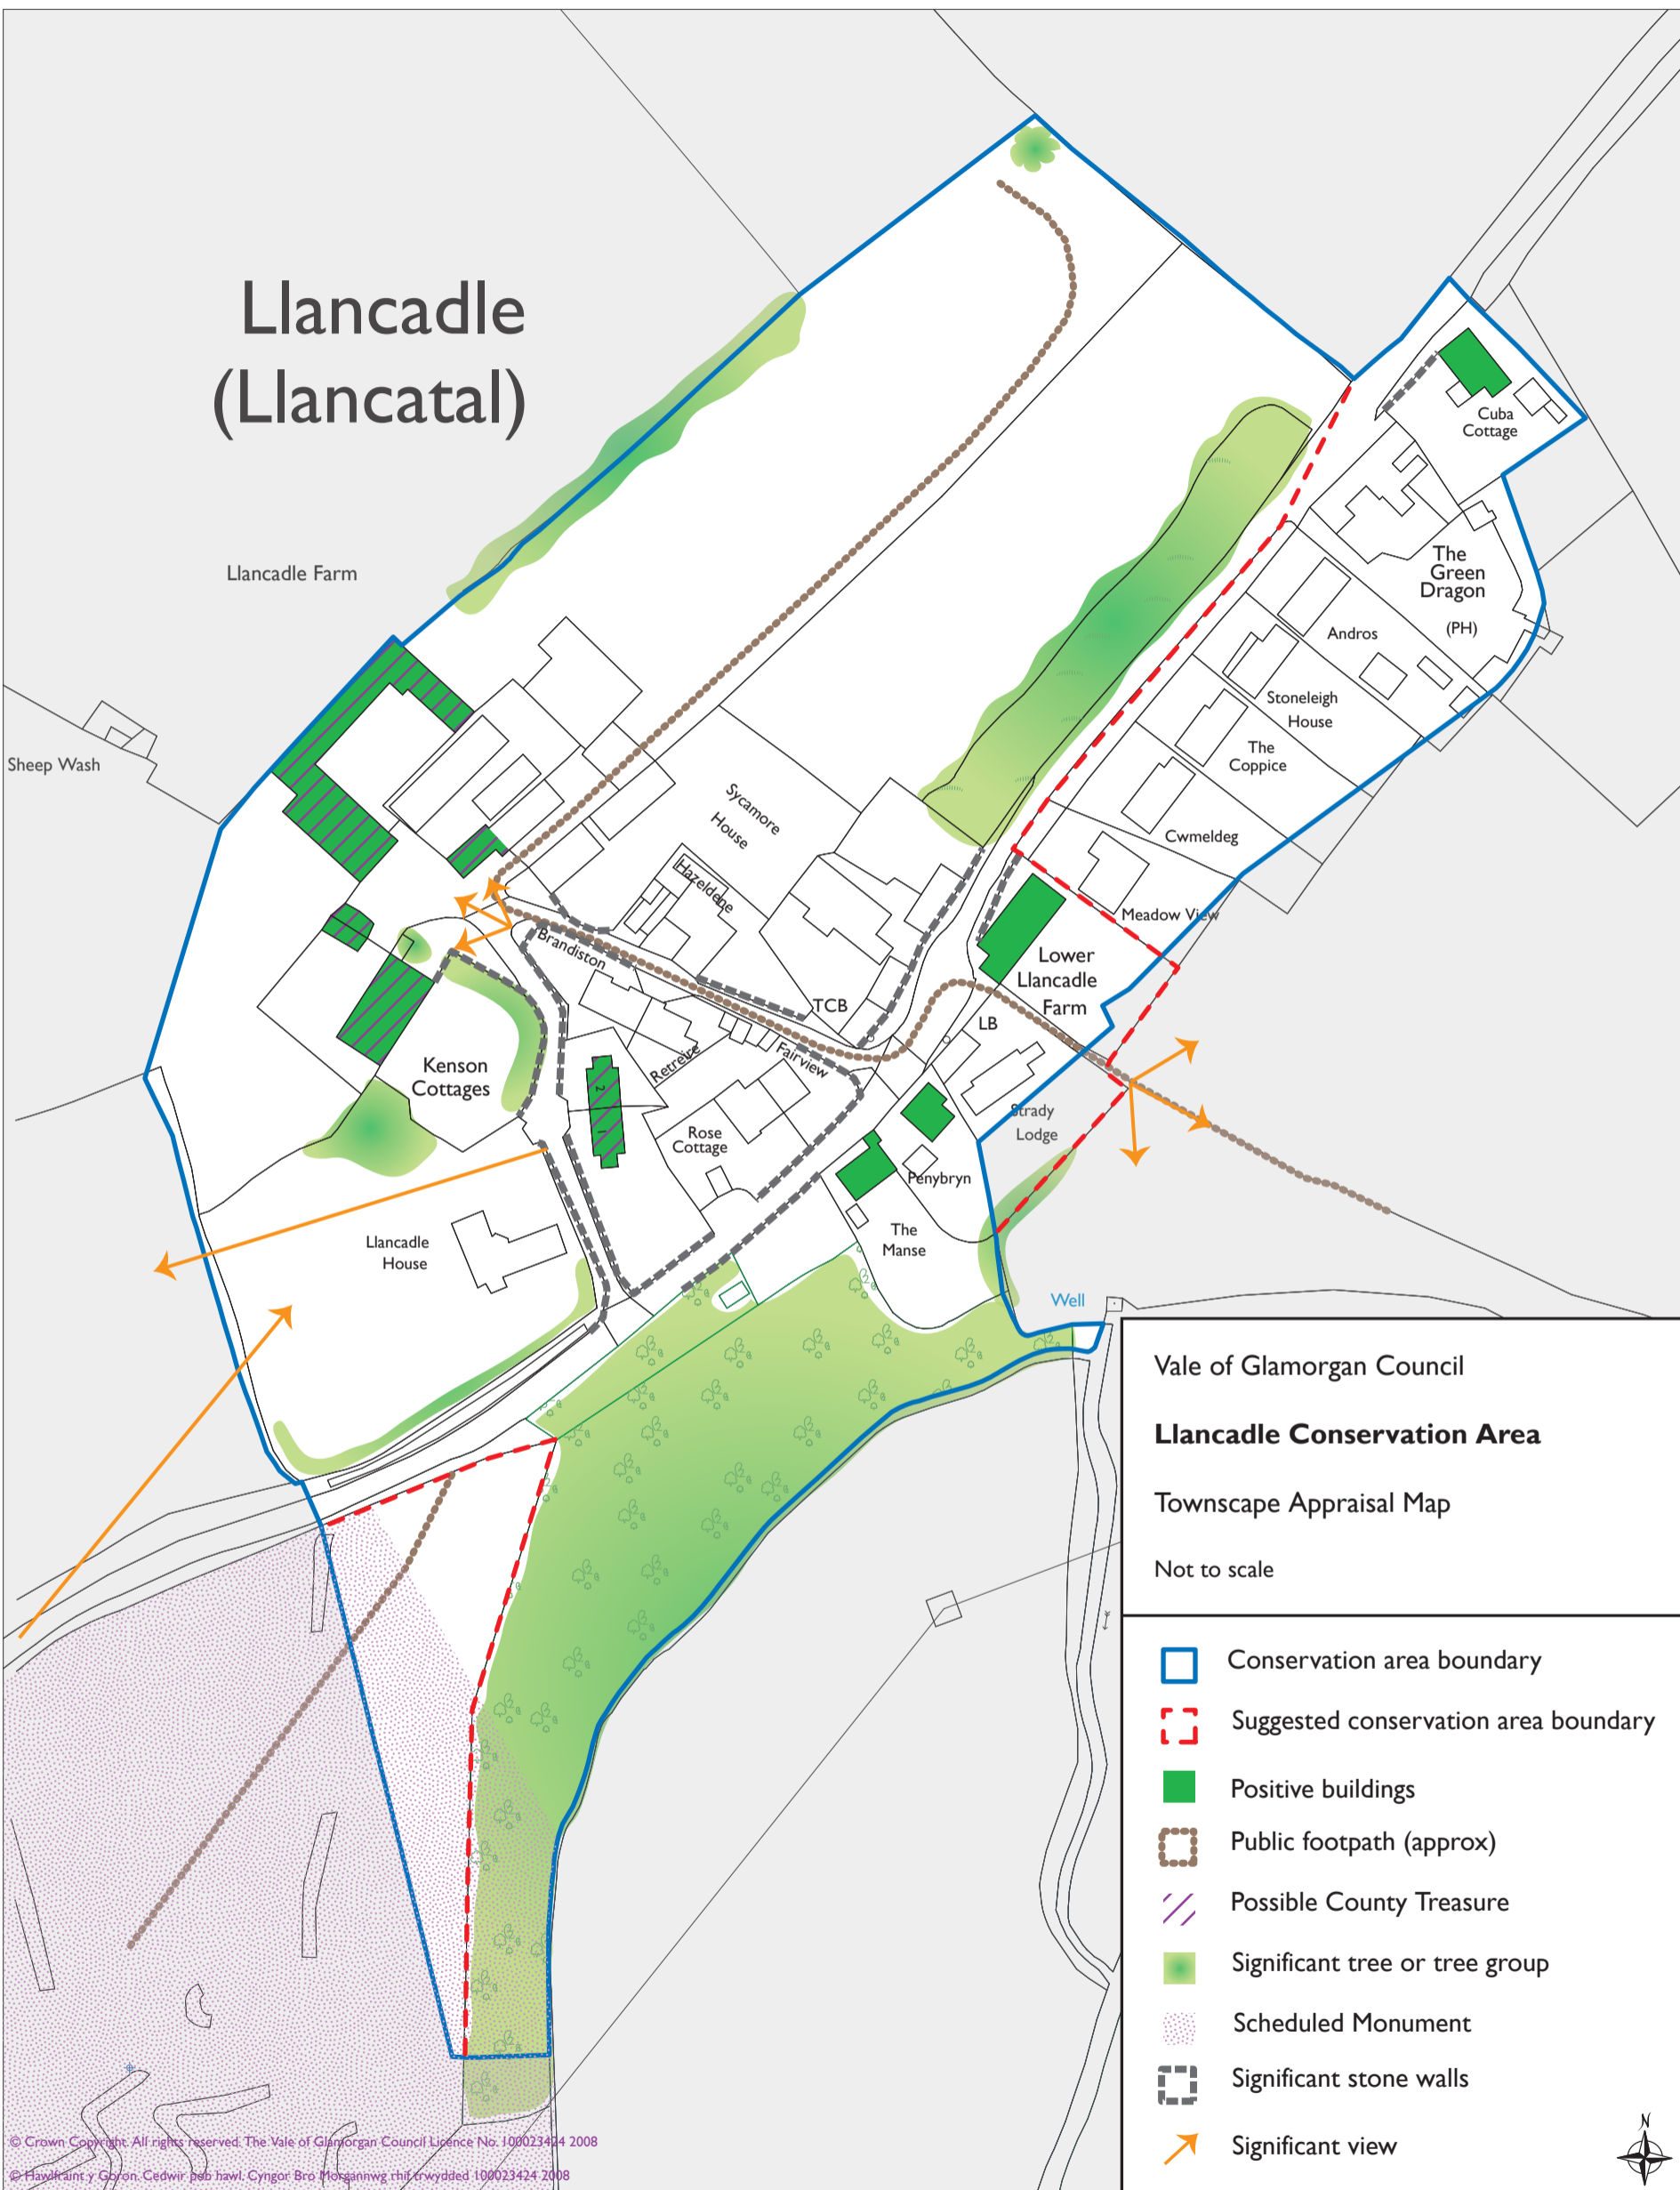 Llancadle
(Llancatal)
Llancadle Farm
Sheep Wash
Cuba
Cottage
The
Green
Dragon
(PH)
Andros
Stoneleigh
House
The
Coppice
Cwmeldeg
Meadow View
Sycamore
House
Hazeldene
Brandiston
TCB
Lower
Llancadle
Farm
LB
Retreive
Fairview
Kenson
Cottages
2
1
Rose
Cottage
Strady
Lodge
Penybryn
The
Manse
Llancadle
House
Well
Vale of Glamorgan Council
Llancadle Conservation Area
Townscape Appraisal Map
Not to scale
Conservation area boundary
Suggested conservation area boundary
Positive buildings
Public footpath (approx)
Possible County Treasure
Significant tree or tree group
Scheduled Monument
Significant stone walls
Significant view
N
© Crown Copyright. All rights reserved. The Vale of Glamorgan Council Licence No. 100023424 2008
© Hawlfraint y Goron. Cedwir pob hawl. Cyngor Bro Morgannwg rhif trwydded 100023424 2008